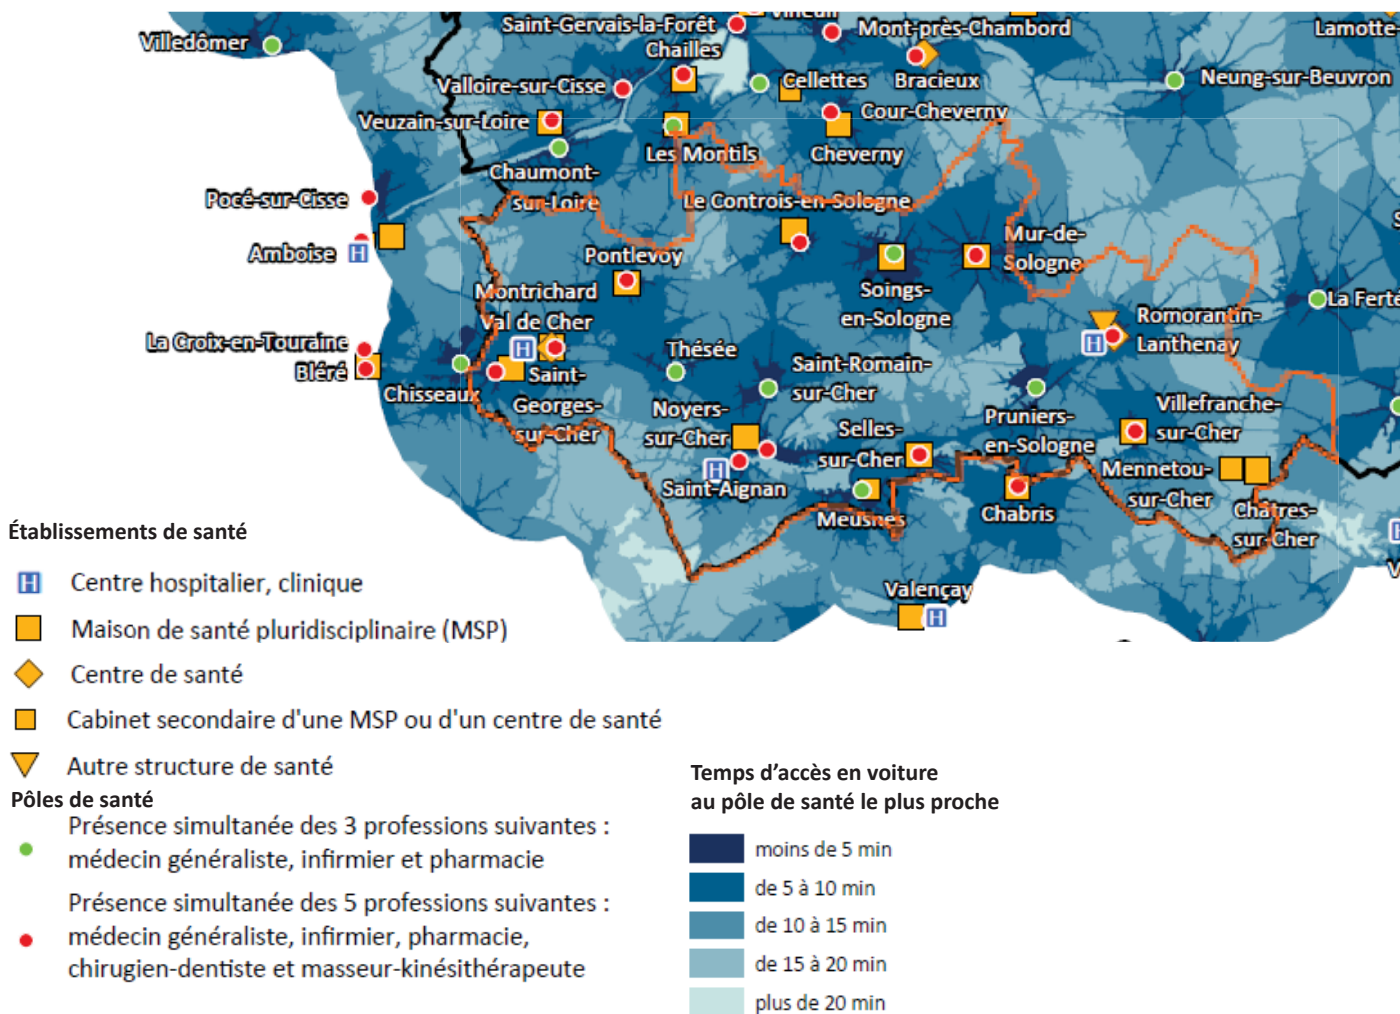 Villedômer
Saint-Gervais-la-Forêt
Vineuil
Mont-près-Chambord
Lamotte-
Chailles
Valloire-sur-Cisse
Cellettes
Bracieux
Neung-sur-Beuvron
Veuzain-sur-Loire
Cour-Cheverny
Les Montils
Cheverny
Chaumont-
sur-Loire
Pocé-sur-Cisse
Le Controis-en-Sologne
Amboise
H
Pontlevoy
Mur-de-
Sologne
Montrichard
Val de Cher
Soings-
en-Sologne
La Ferté
La Croix-en-Touraine
Bléré
H
Thésée
Romorantin-
Lanthenay
H
Chisseaux
Saint-
Georges-
sur-Cher
Saint-Romain-
sur-Cher
Noyers-
sur-Cher
Selles-
sur-Cher
Pruniers-
en-Sologne
Villefranche-
sur-Cher
H
Saint-Aignan
Meusnes
Chabris
Mennetou-
sur-Cher
Châtres-
sur-Cher
H
V
Valençay
H
Établissements de santé
H Centre hospitalier, clinique
Maison de santé pluridisciplinaire (MSP)
Centre de santé
Cabinet secondaire d'une MSP ou d'un centre de santé
Autre structure de santé
Pôles de santé
Présence simultanée des 3 professions suivantes :
médecin généraliste, infirmier et pharmacie
Présence simultanée des 5 professions suivantes :
médecin généraliste, infirmier, pharmacie,
chirugien-dentiste et masseur-kinésithérapeute
Temps d'accès en voiture
au pôle de santé le plus proche
moins de 5 min
de 5 à 10 min
de 10 à 15 min
de 15 à 20 min
plus de 20 min